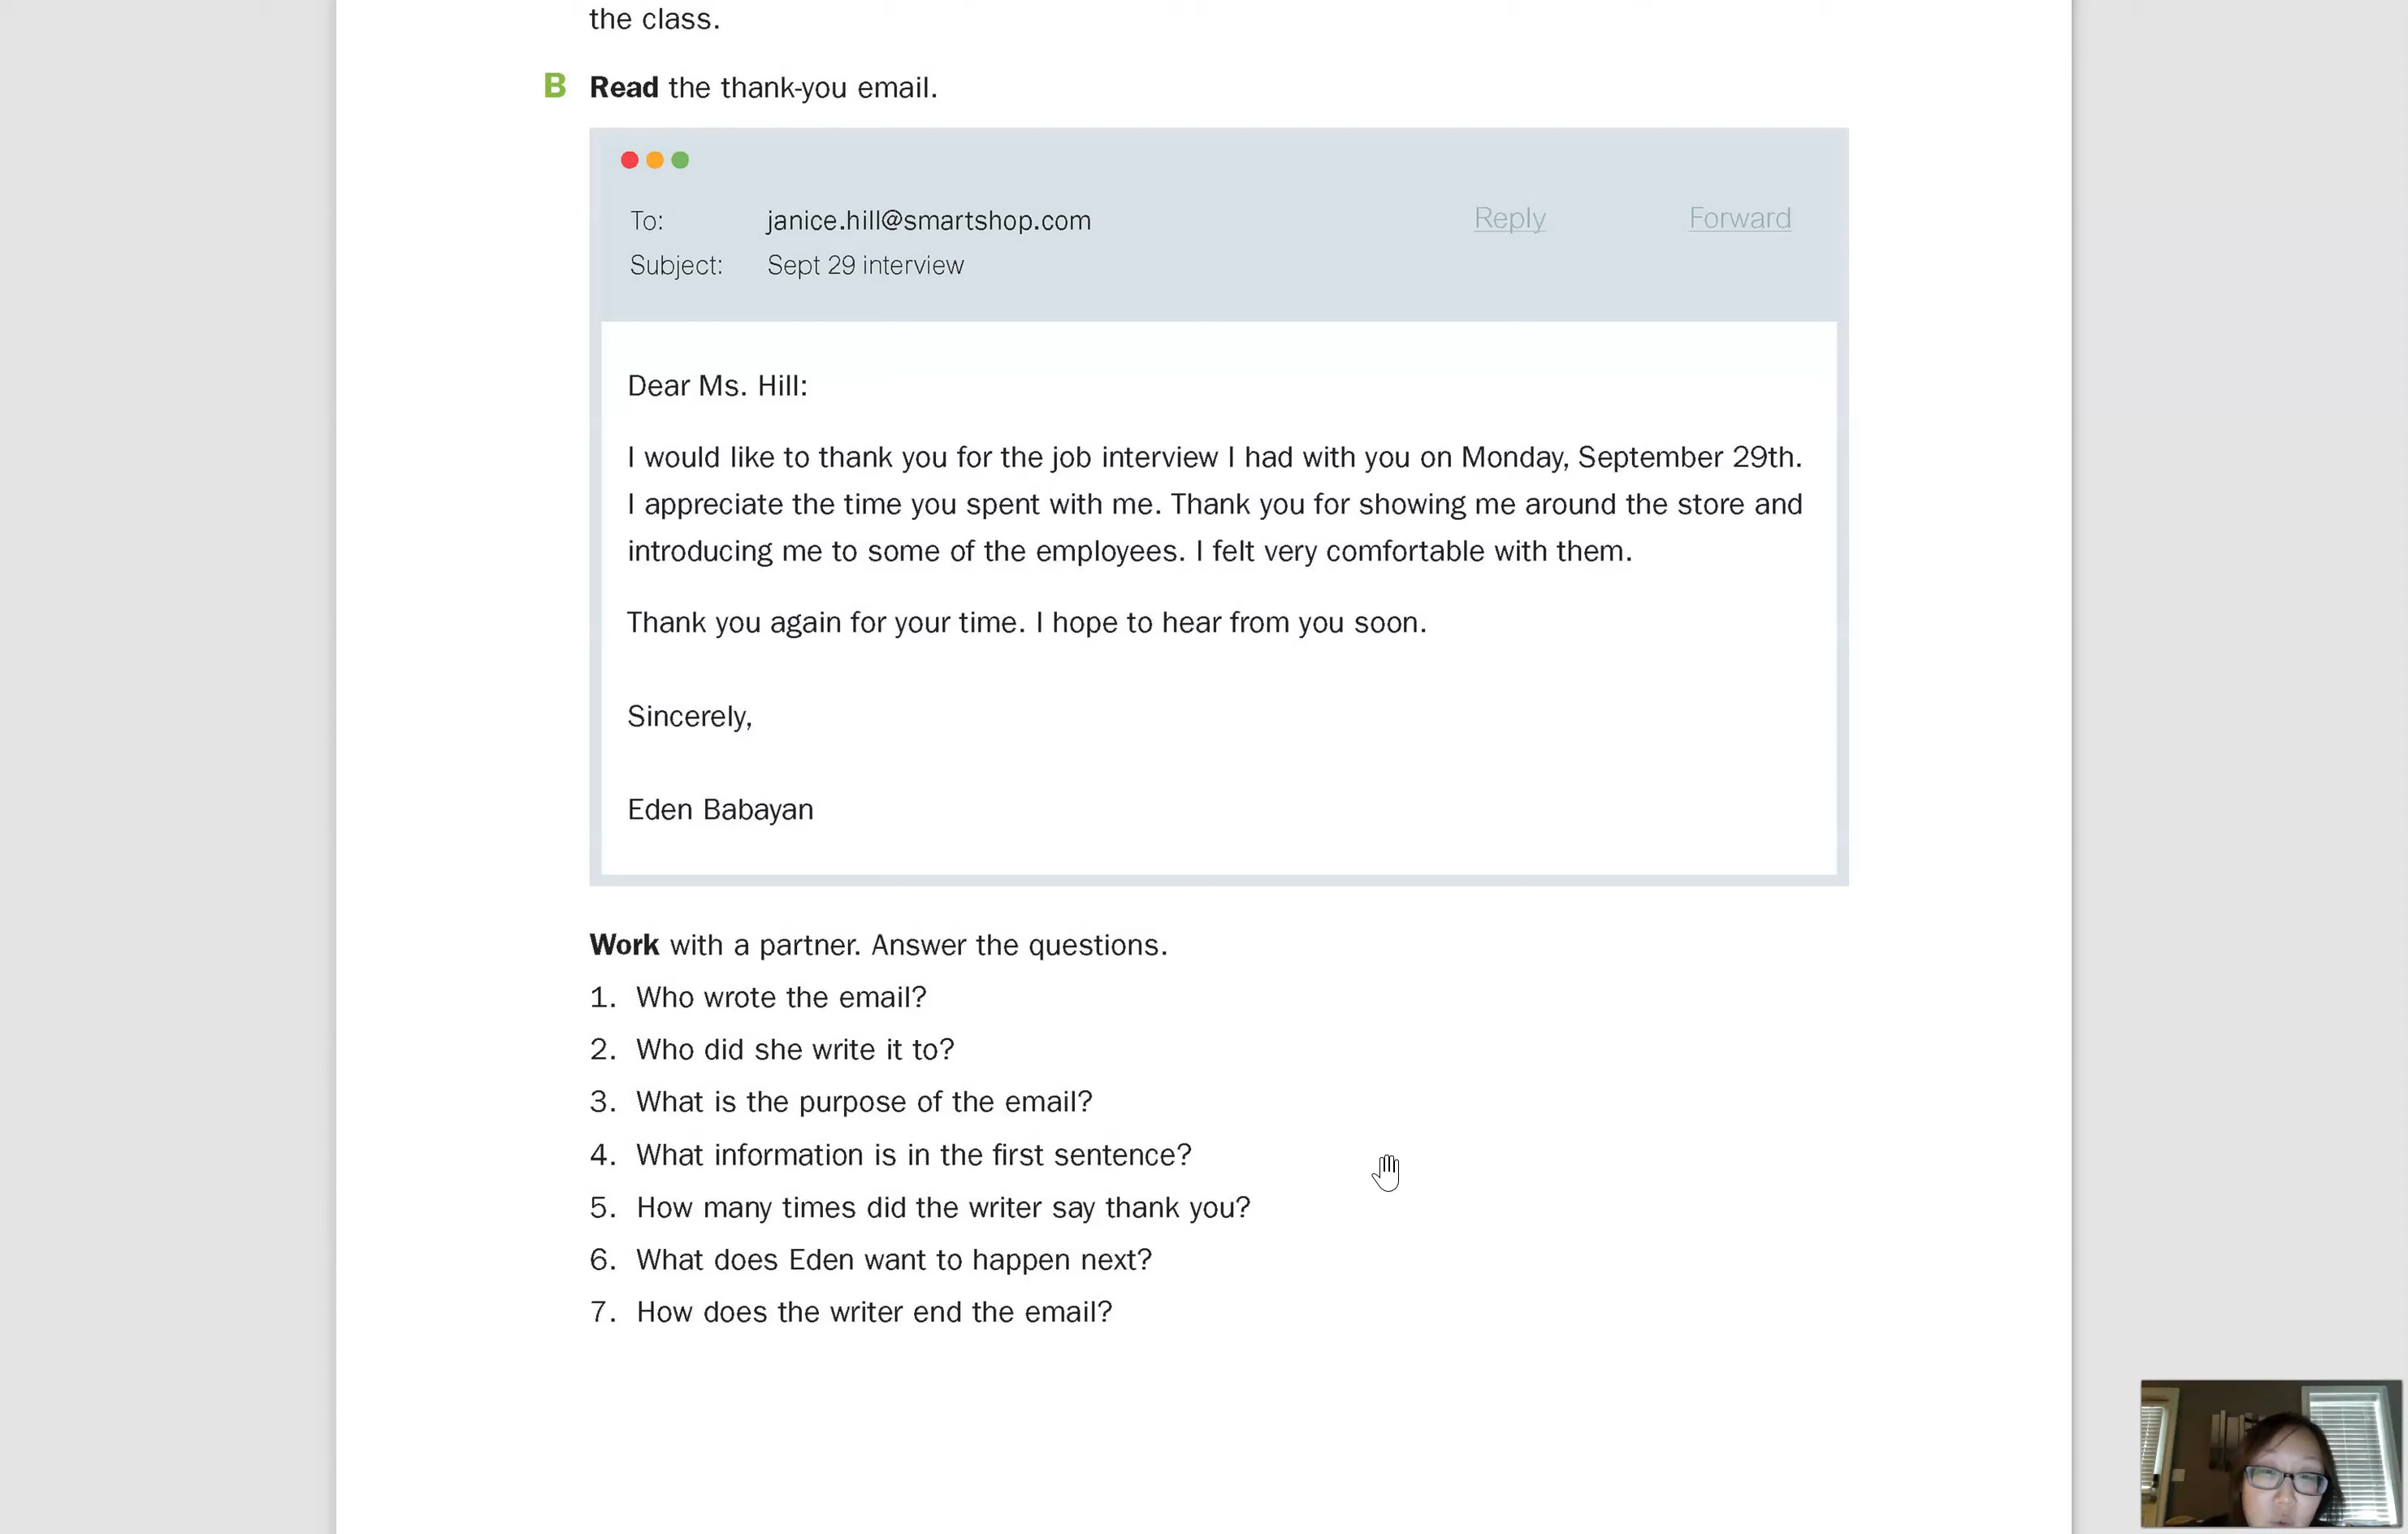 the class.
B Read the thank-you email.
To: janice.hill@smartshop.com Reply Forward
Subject: Sept 29 interview
Dear Ms. Hill:
I would like to thank you for the job interview I had with you on Monday, September 29th.
I appreciate the time you spent with me. Thank you for showing me around the store and
introducing me to some of the employees. I felt very comfortable with them.
Thank you again for your time. I hope to hear from you soon.
Sincerely,
Eden Babayan
Work with a partner. Answer the questions.
1. Who wrote the email?
2. Who did she write it to?
3. What is the purpose of the email?
4. What information is in the first sentence?
5. How many times did the writer say thank you?
6. What does Eden want to happen next?
7. How does the writer end the email?